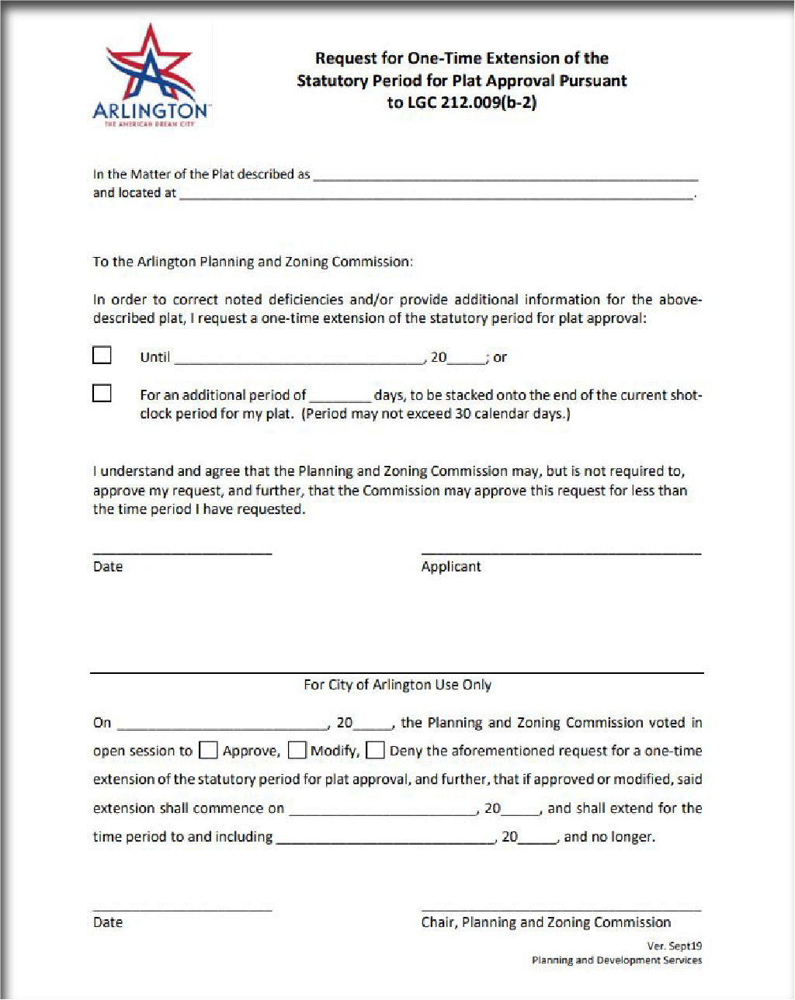 ARLINGTON™
THE AMERICAN DREAM CITY
Request for One-Time Extension of the
Statutory Period for Plat Approval Pursuant
to LGC 212.009(b-2)
In the Matter of the Plat described as ____________________
and located at ____________________.
To the Arlington Planning and Zoning Commission:
In order to correct noted deficiencies and/or provide additional information for the above-
described plat, I request a one-time extension of the statutory period for plat approval:
☐ Until ____________________, 20_____; or
☐ For an additional period of ________ days, to be stacked onto the end of the current shot-
clock period for my plat. (Period may not exceed 30 calendar days.)
I understand and agree that the Planning and Zoning Commission may, but is not required to,
approve my request, and further, that the Commission may approve this request for less than
the time period I have requested.
Date Applicant
For City of Arlington Use Only
On ____________________, 20_____, the Planning and Zoning Commission voted in
open session to ☐ Approve, ☐ Modify, ☐ Deny the aforementioned request for a one-time
extension of the statutory period for plat approval, and further, that if approved or modified, said
extension shall commence on ____________________, 20_____, and shall extend for the
time period to and including ____________________, 20_____, and no longer.
Date Chair, Planning and Zoning Commission
Ver. Sept19
Planning and Development Services